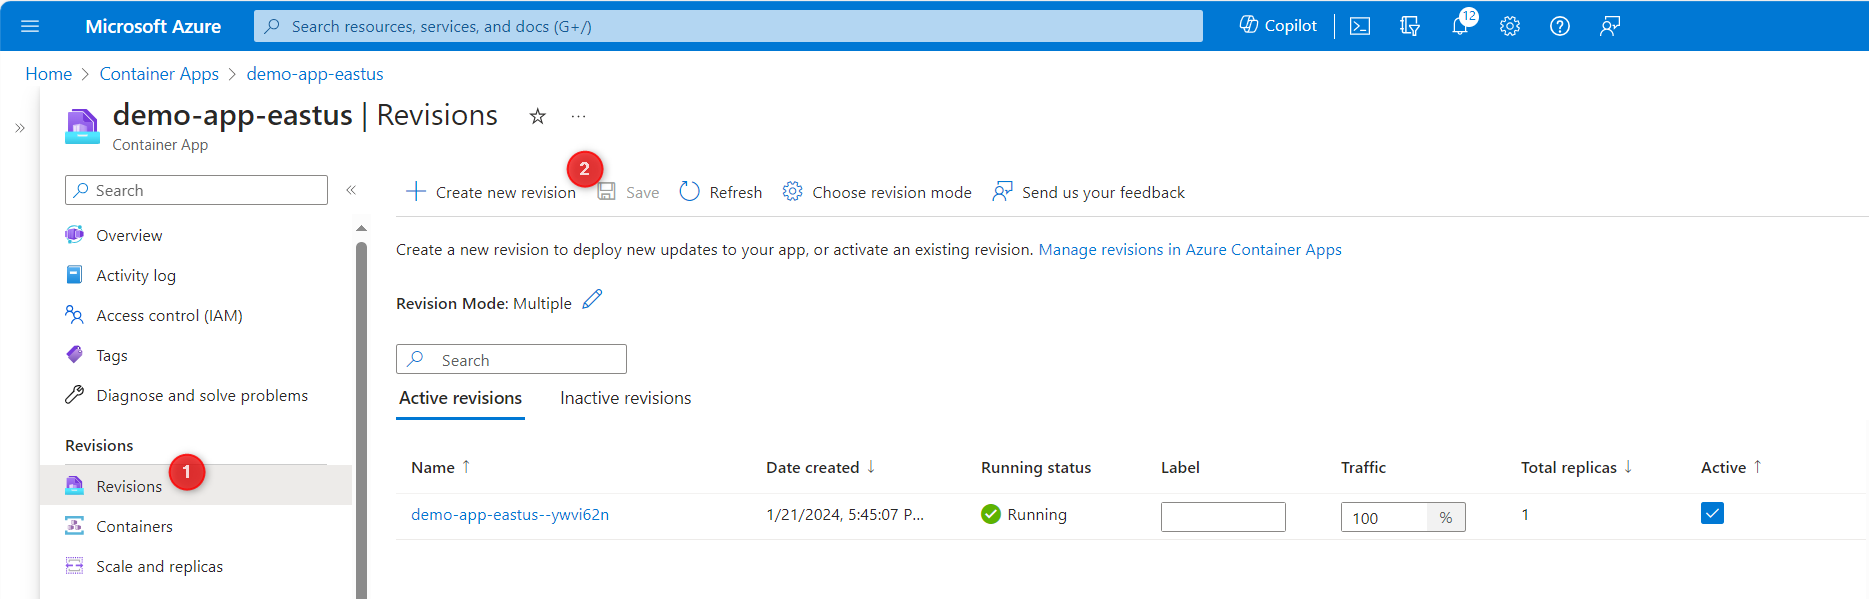 Microsoft Azure
Search resources, services, and docs (G+/)
Copilot
12
Home > Container Apps > demo-app-eastus
demo-app-eastus | Revisions
Container App
2
Search
Create new revision
Save
Refresh
Choose revision mode
Send us your feedback
Overview
Activity log
Access control (IAM)
Tags
Diagnose and solve problems
Revisions
1
Revisions
Containers
Scale and replicas
Create a new revision to deploy new updates to your app, or activate an existing revision. Manage revisions in Azure Container Apps
Revision Mode: Multiple
Search
Active revisions Inactive revisions
Name ↑ Date created ↓ Running status Label Traffic Total replicas ↓ Active ↑
demo-app-eastus--ywvi62n 1/21/2024, 5:45:07 P... Running 100 % 1